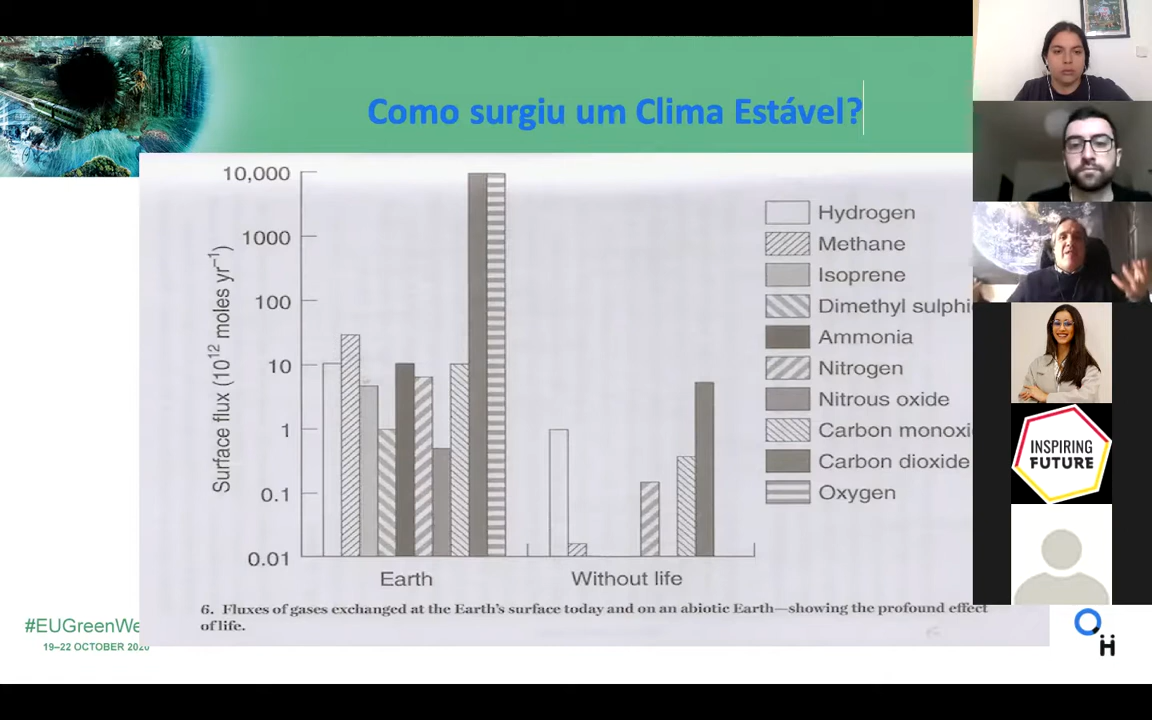 Como surgiu um Clima Estável?
10,000
1000
100
10
1
0.1
0.01
Surface flux (10¹² moles yr⁻¹)
Earth
Without life
Hydrogen
Methane
Isoprene
Dimethyl sulphi
Ammonia
Nitrogen
Nitrous oxide
Carbon monoxi
Carbon dioxide
Oxygen
6. Fluxes of gases exchanged at the Earth's surface today and on an abiotic Earth—showing the profound effect
of life.
#EUGreenWe
19–22 OCTOBER 2020
INSPIRING
FUTURE
H